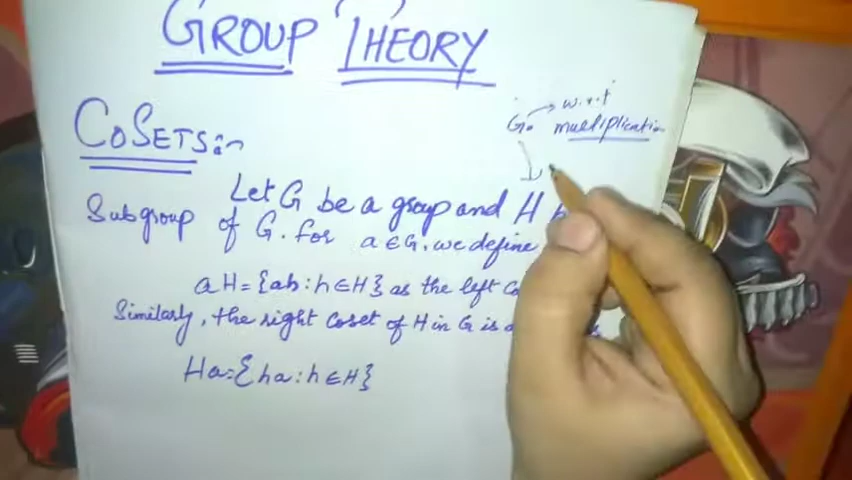 GROUP THEORY
COSETS:-
G. → w.r.t
multiplication
Let G be a group and H
Subgroup of G. For a ∈ G. we define
aH = {ah : h ∈ H} as the left
Similarly, the right coset of H in G is
Ha = {ha : h ∈ H}